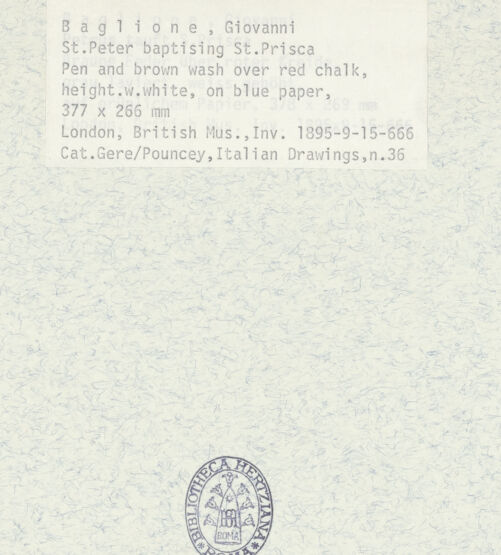 B a g l i o n e , Giovanni
St.Peter baptising St.Prisca
Pen and brown wash over red chalk,
height.w.white, on blue paper,
377 x 266 mm
London, British Mus.,Inv. 1895-9-15-666
Cat.Gere/Pouncey,Italian Drawings,n.36
BIBLIOTHECA HERTZIANA
ROMA
ROMA